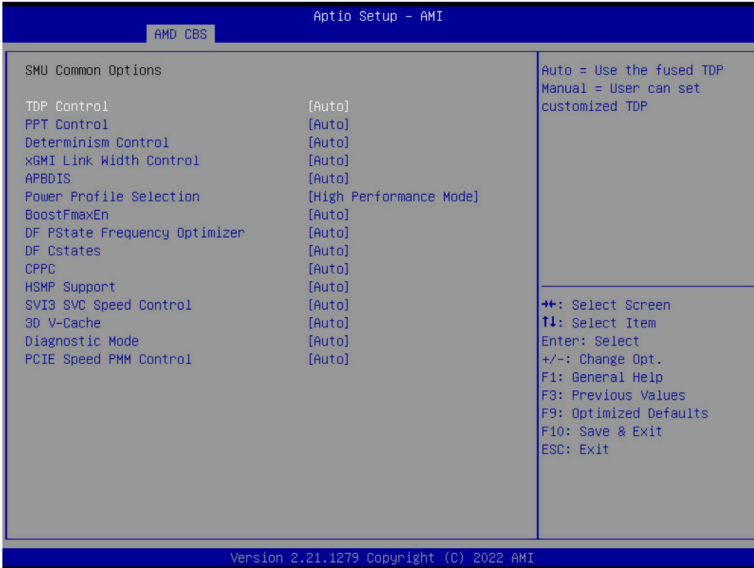 Aptio Setup – AMI
AMD CBS
SMU Common Options
TDP Control [Auto]
PPT Control [Auto]
Determinism Control [Auto]
xGMI Link Width Control [Auto]
APBDIS [Auto]
Power Profile Selection [High Performance Mode]
BoostFmaxEn [Auto]
DF PState Frequency Optimizer [Auto]
DF Cstates [Auto]
CPPC [Auto]
HSMP Support [Auto]
SVI3 SVC Speed Control [Auto]
3D V-Cache [Auto]
Diagnostic Mode [Auto]
PCIE Speed PMM Control [Auto]
Auto = Use the fused TDP
Manual = User can set
customized TDP
→←: Select Screen
↑↓: Select Item
Enter: Select
+/-: Change Opt.
F1: General Help
F3: Previous Values
F9: Optimized Defaults
F10: Save & Exit
ESC: Exit
Version 2.21.1279 Copyright (C) 2022 AMI